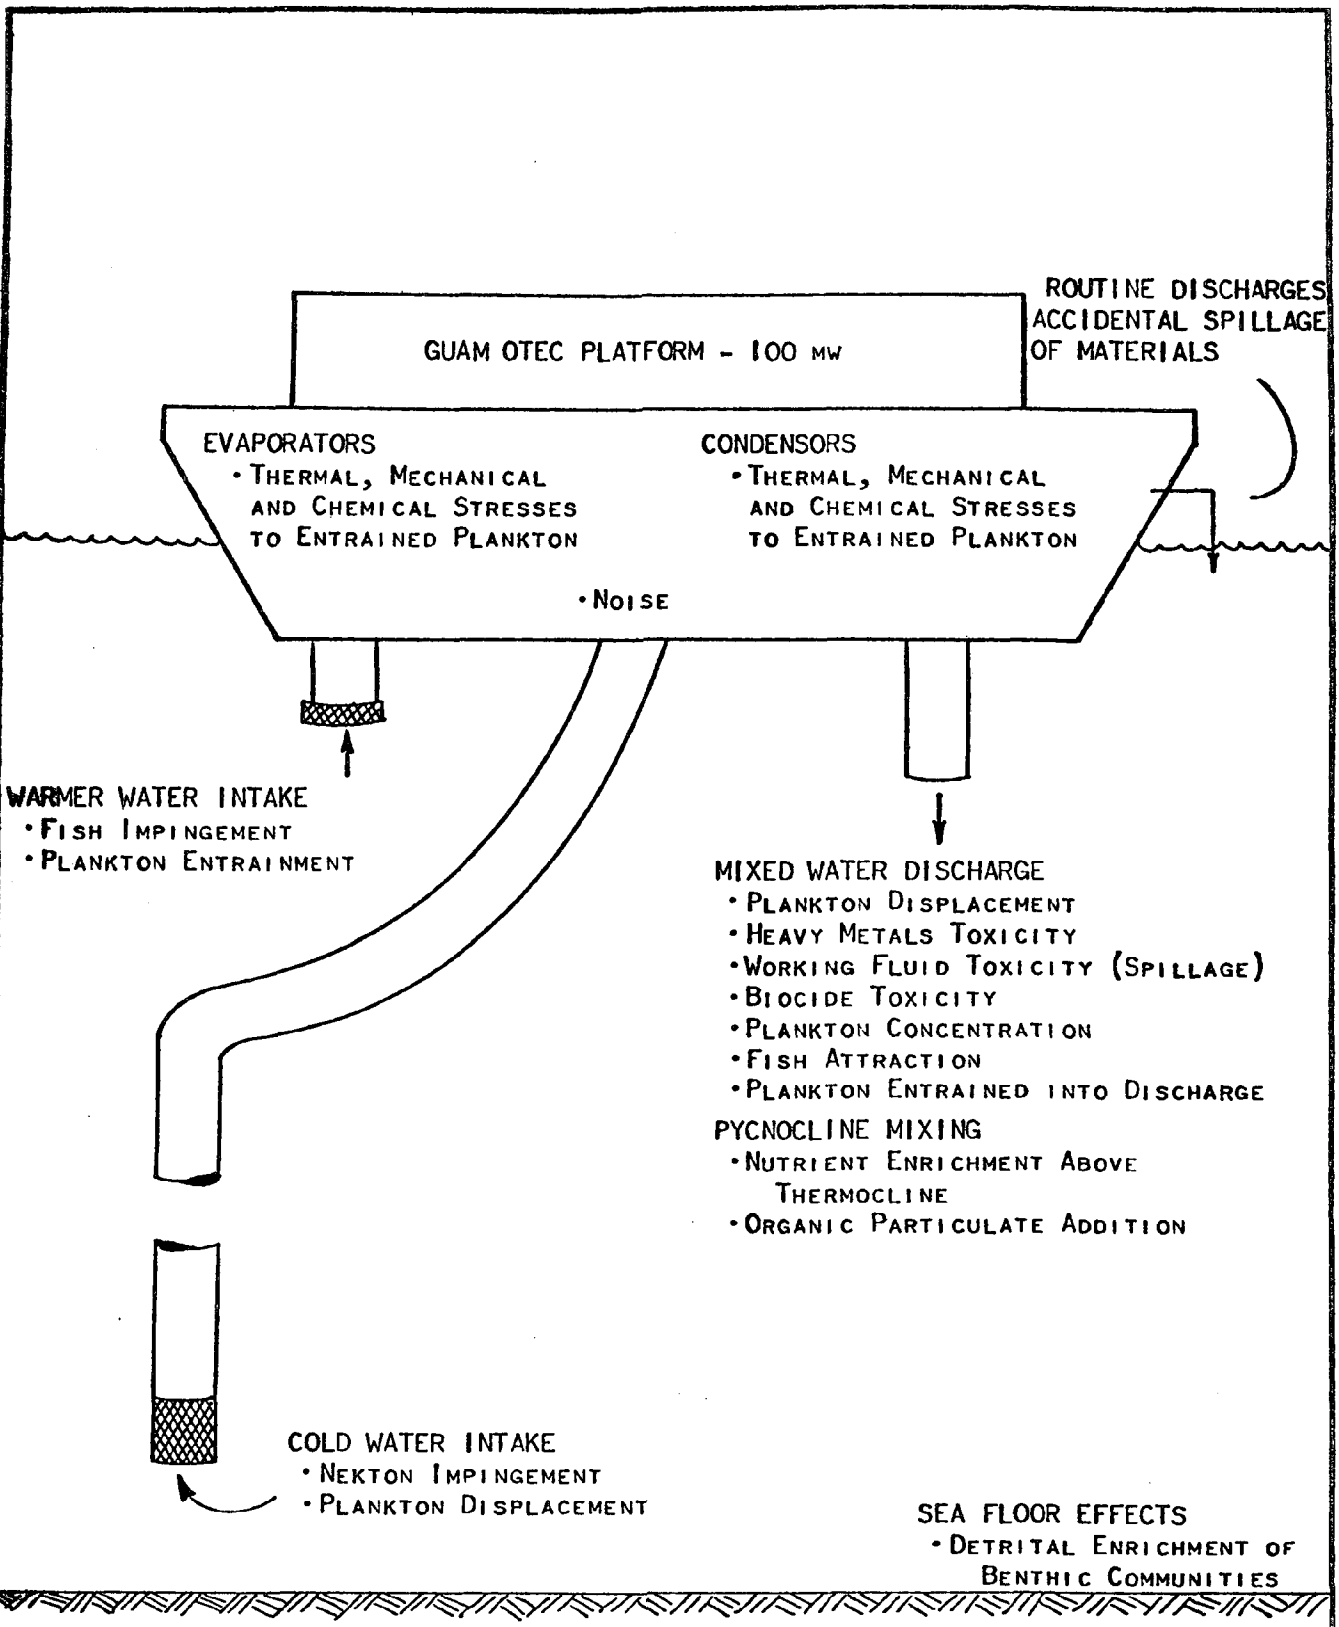 ROUTINE DISCHARGES
ACCIDENTAL SPILLAGE
OF MATERIALS
GUAM OTEC PLATFORM - 100 MW
EVAPORATORS
• THERMAL, MECHANICAL
AND CHEMICAL STRESSES
TO ENTRAINED PLANKTON
CONDENSORS
• THERMAL, MECHANICAL
AND CHEMICAL STRESSES
TO ENTRAINED PLANKTON
• NOISE
WARMER WATER INTAKE
• FISH IMPINGEMENT
• PLANKTON ENTRAINMENT
MIXED WATER DISCHARGE
• PLANKTON DISPLACEMENT
• HEAVY METALS TOXICITY
• WORKING FLUID TOXICITY (SPILLAGE)
• BIOCIDE TOXICITY
• PLANKTON CONCENTRATION
• FISH ATTRACTION
• PLANKTON ENTRAINED INTO DISCHARGE
PYCNOCLINE MIXING
• NUTRIENT ENRICHMENT ABOVE
THERMOCLINE
• ORGANIC PARTICULATE ADDITION
COLD WATER INTAKE
• NEKTON IMPINGEMENT
• PLANKTON DISPLACEMENT
SEA FLOOR EFFECTS
• DETRITAL ENRICHMENT OF
BENTHIC COMMUNITIES